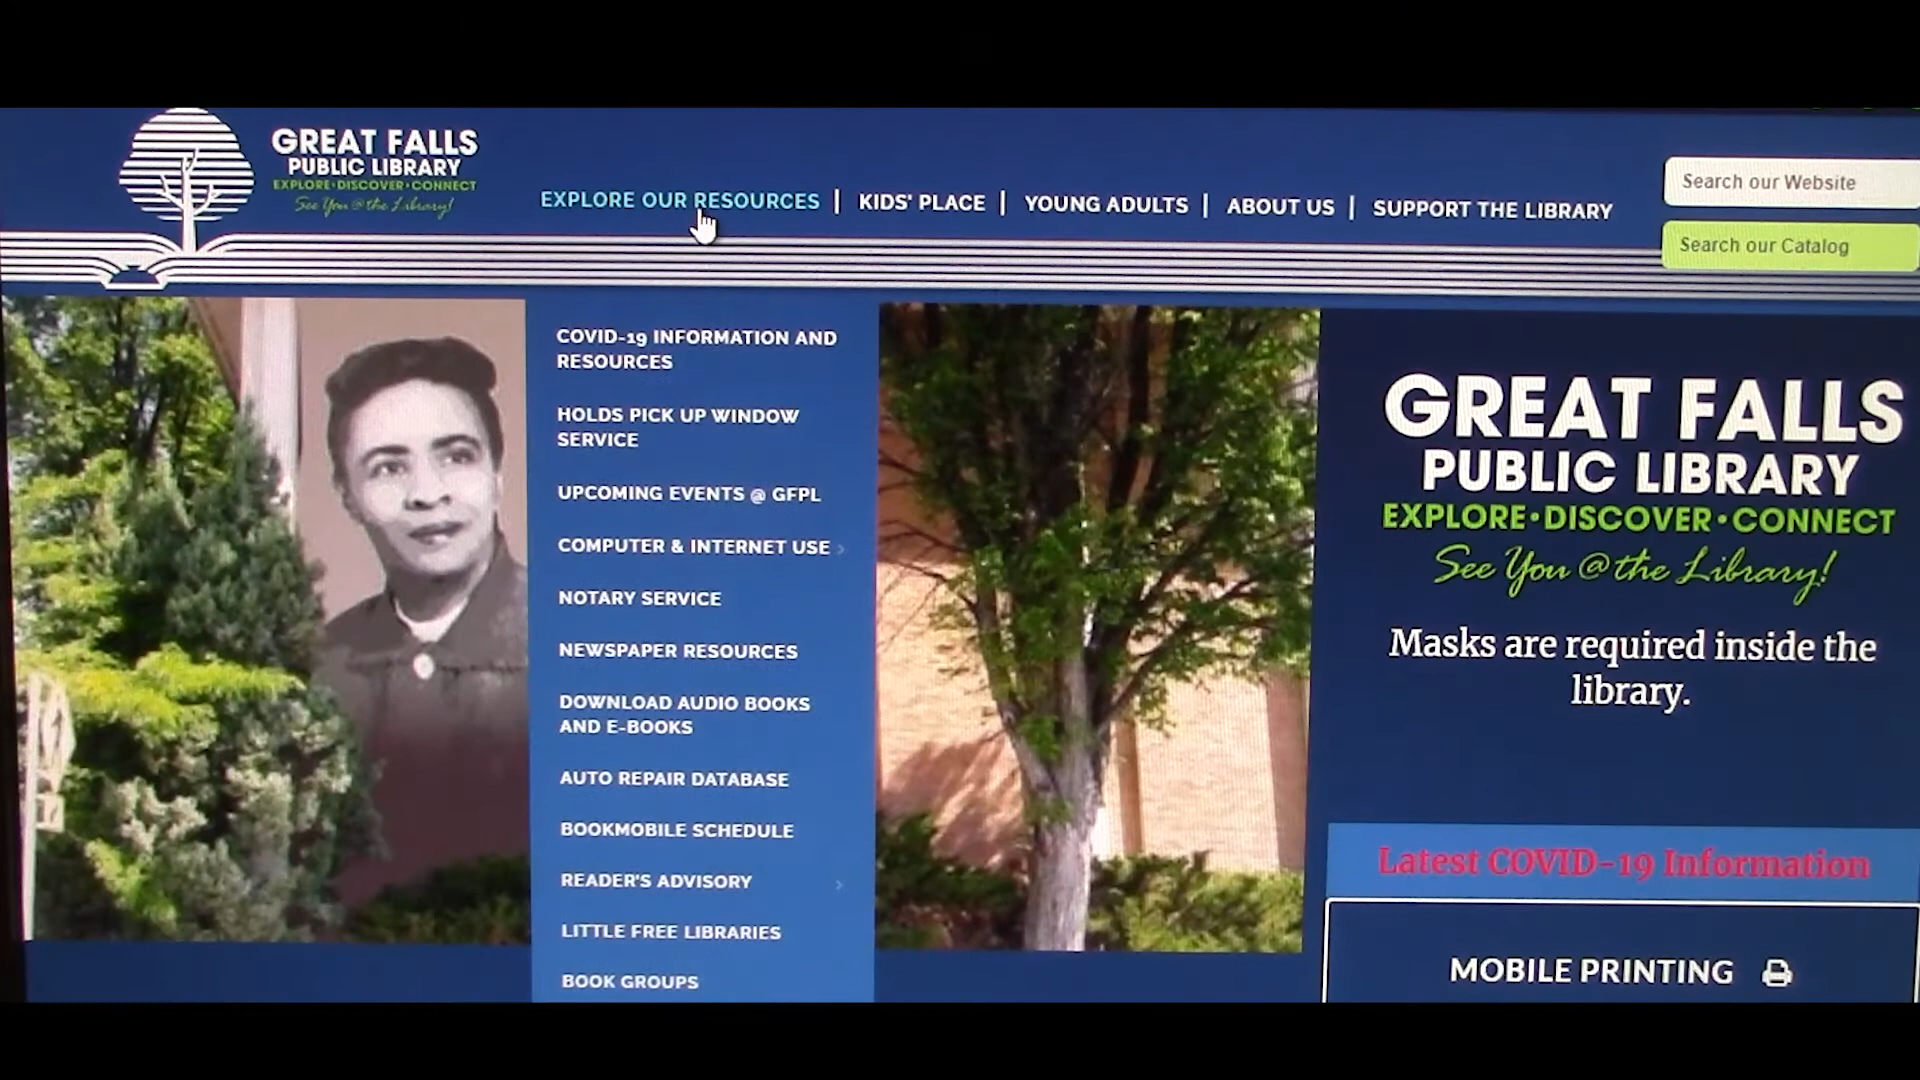 GREAT FALLS
PUBLIC LIBRARY
EXPLORE·DISCOVER·CONNECT
See You @ the Library!
EXPLORE OUR RESOURCES | KIDS' PLACE | YOUNG ADULTS | ABOUT US | SUPPORT THE LIBRARY
Search our Website
Search our Catalog
COVID-19 INFORMATION AND
RESOURCES
HOLDS PICK UP WINDOW
SERVICE
UPCOMING EVENTS @ GFPL
COMPUTER & INTERNET USE ›
NOTARY SERVICE
NEWSPAPER RESOURCES
DOWNLOAD AUDIO BOOKS
AND E-BOOKS
AUTO REPAIR DATABASE
BOOKMOBILE SCHEDULE
READER'S ADVISORY ›
LITTLE FREE LIBRARIES
BOOK GROUPS
GREAT FALLS
PUBLIC LIBRARY
EXPLORE·DISCOVER·CONNECT
See You @ the Library!
Masks are required inside the
library.
Latest COVID-19 Information
MOBILE PRINTING